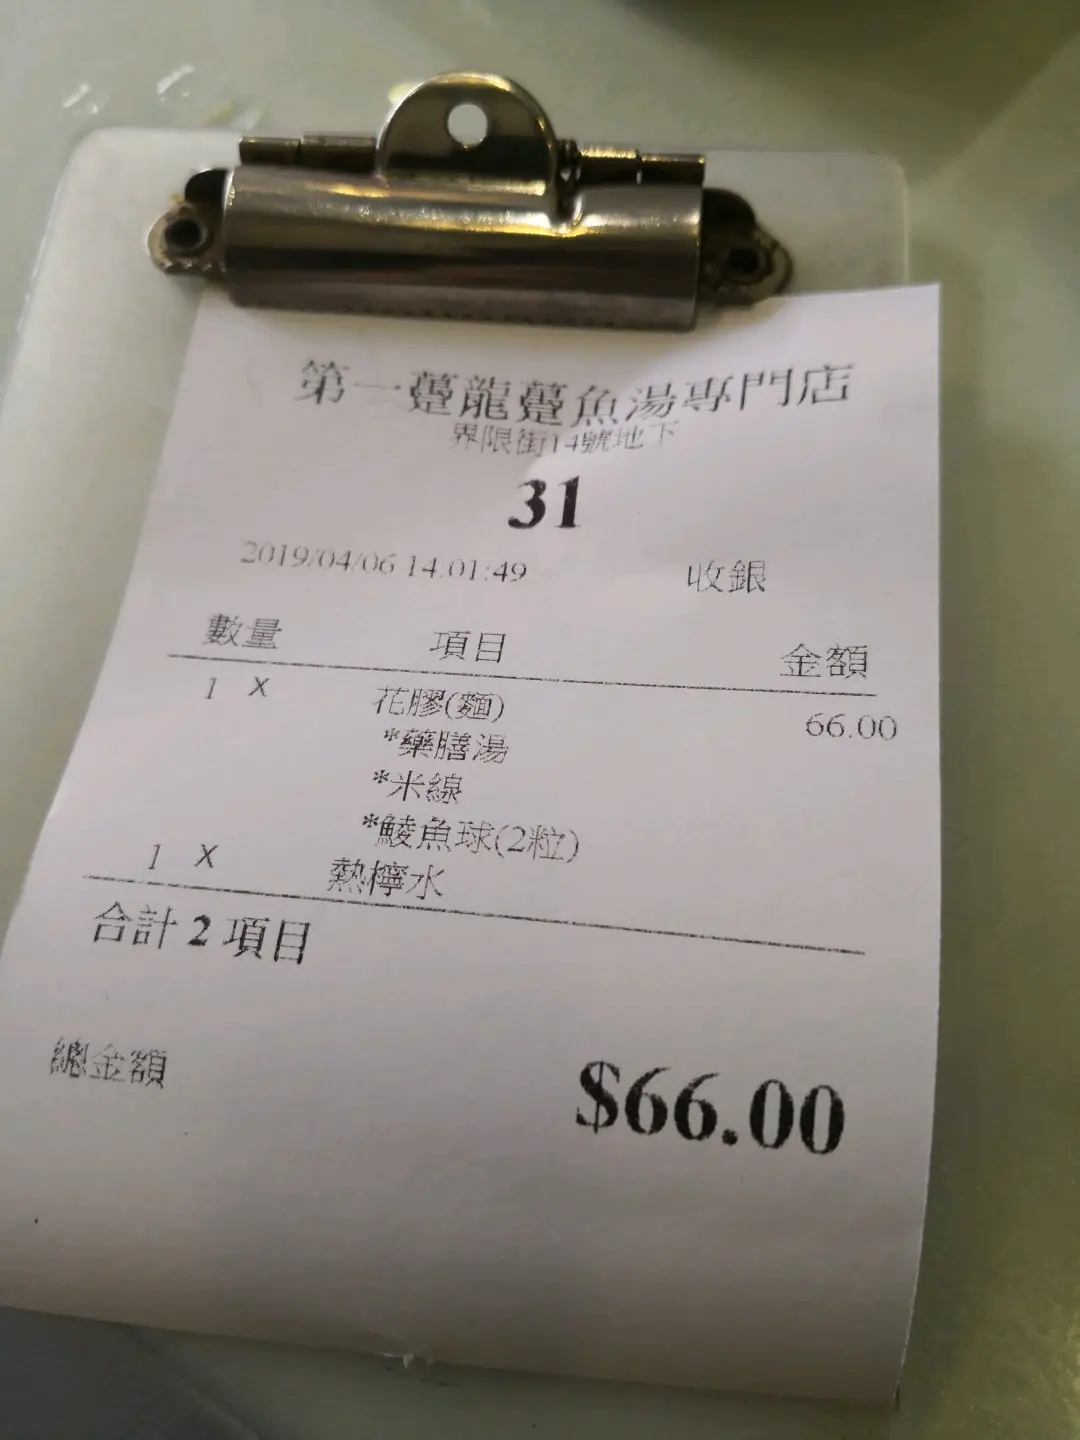 第一躉龍躉魚湯專門店
界限街14號地下
31
2019/04/06 14:01:49 收銀
數量 項目 金額
1 X 花膠(麵) 66.00
*藥膳湯
*米線
*鯪魚球(2粒)
1 X 熱檸水
合計 2 項目
總金額 $66.00